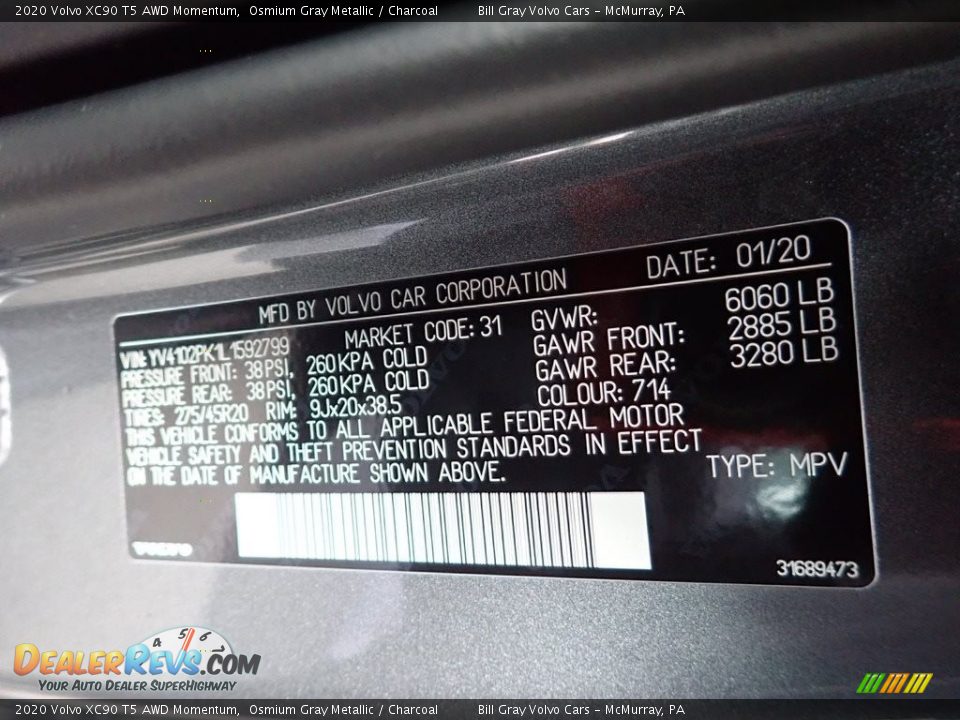 2020 Volvo XC90 T5 AWD Momentum,  Osmium Gray Metallic / Charcoal  Bill Gray Volvo Cars - McMurray, PA
MFD BY VOLVO CAR CORPORATION  DATE: 01/20
VIN: YV4102PK1L1592799  MARKET CODE: 31  GVWR: 6060 LB
PRESSURE FRONT: 38PSI, 260KPA COLD  GAWR FRONT: 2885 LB
PRESSURE REAR: 38PSI, 260KPA COLD  GAWR REAR: 3280 LB
TIRES: 275/45R20  RIM: 9Jx20x38.5  COLOUR: 714
THIS VEHICLE CONFORMS TO ALL APPLICABLE FEDERAL MOTOR
VEHICLE SAFETY AND THEFT PREVENTION STANDARDS IN EFFECT
ON THE DATE OF MANUFACTURE SHOWN ABOVE.  TYPE: MPV
VOLVO  31689473
4 5 6
DealerRevs.com
Your Auto Dealer SuperHighway
2020 Volvo XC90 T5 AWD Momentum,  Osmium Gray Metallic / Charcoal  Bill Gray Volvo Cars - McMurray, PA